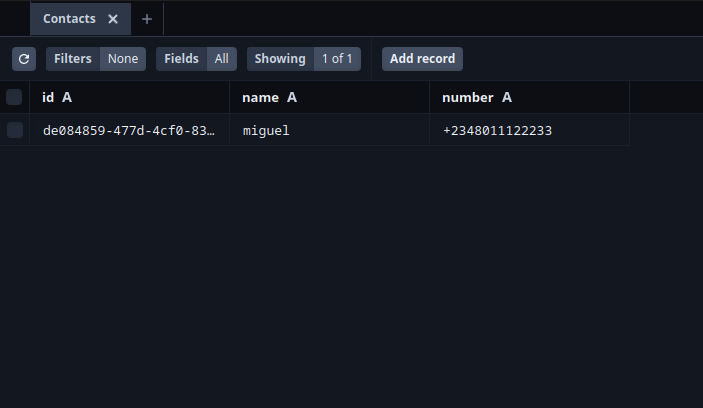 Contacts
Filters None Fields All Showing 1 of 1 Add record
id A name A number A
de084859-477d-4cf0-83… miguel +2348011122233